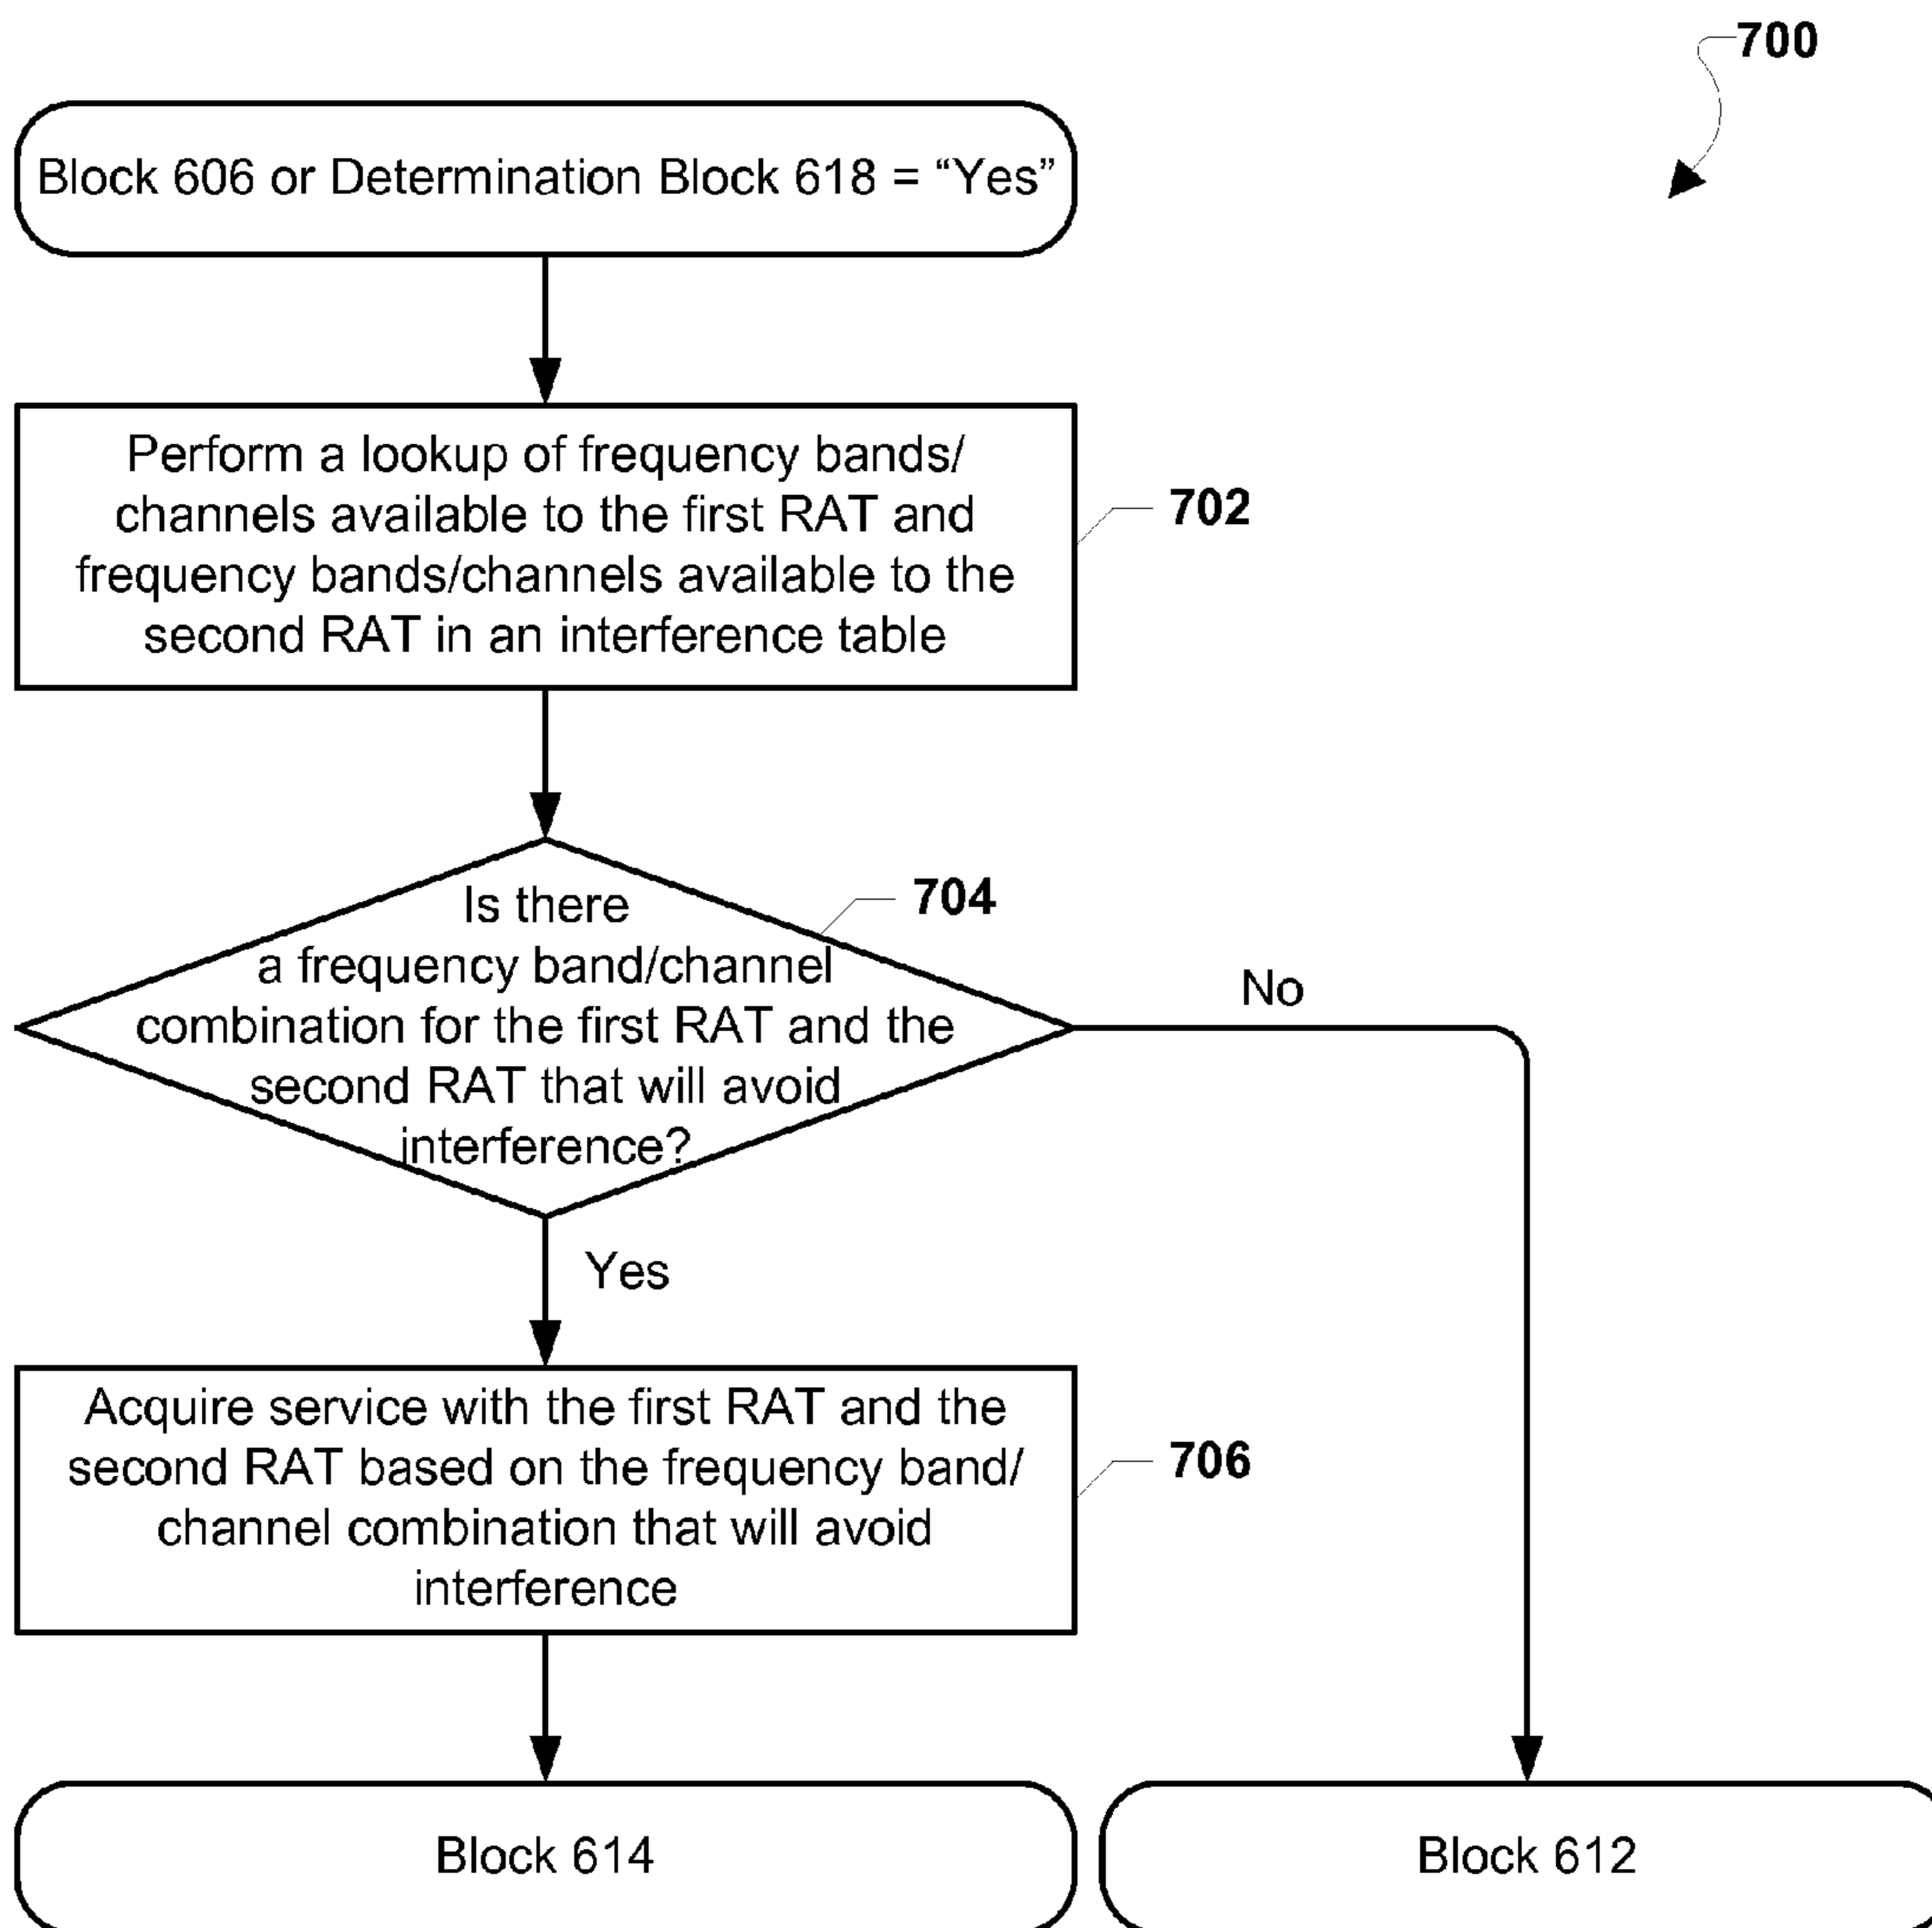 700
Block 606 or Determination Block 618 = “Yes”
Perform a lookup of frequency bands/
channels available to the first RAT and
frequency bands/channels available to the
second RAT in an interference table
702
Is there
a frequency band/channel
combination for the first RAT and the
second RAT that will avoid
interference?
704
No
Yes
Acquire service with the first RAT and the
second RAT based on the frequency band/
channel combination that will avoid
interference
706
Block 614
Block 612